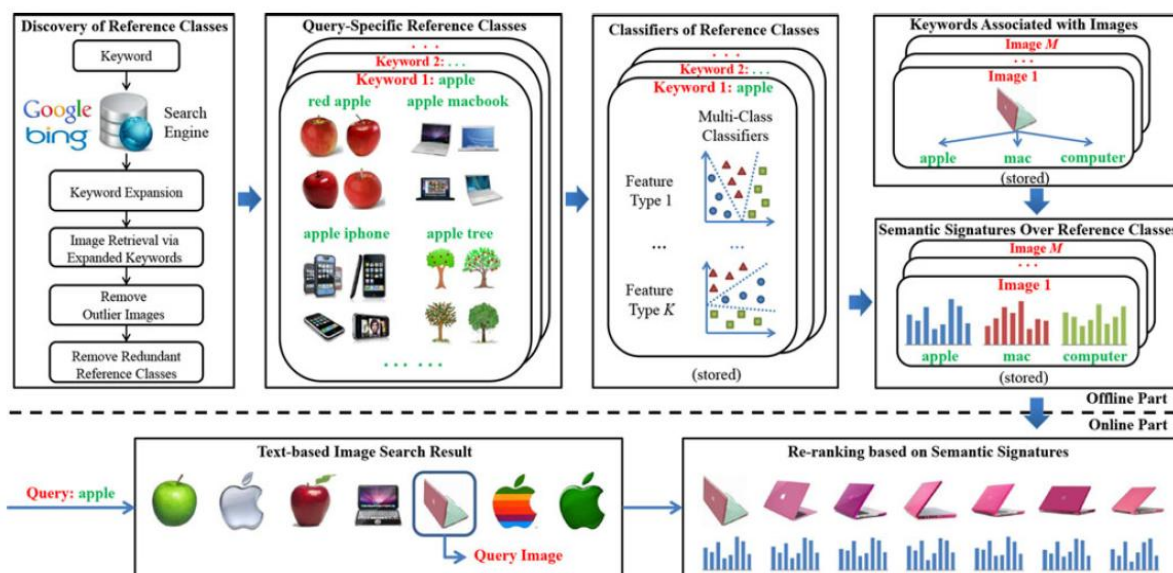 Discovery of Reference Classes
Keyword
Google
bing
Search
Engine
Keyword Expansion
Image Retrieval via
Expanded Keywords
Remove
Outlier Images
Remove Redundant
Reference Classes
Query-Specific Reference Classes
. . .
Keyword 2: . . .
Keyword 1: apple
red apple
apple macbook
apple iphone
apple tree
... ...
Classifiers of Reference Classes
. . .
Keyword 2: . . .
Keyword 1: apple
Multi-Class
Classifiers
Feature
Type 1
... ...
Feature
Type K
(stored)
Keywords Associated with Images
Image M
. . .
Image 1
apple mac computer
(stored)
Semantic Signatures Over Reference Classes
Image M
. . .
Image 1
apple mac computer
(stored)
Offline Part
Online Part
Query: apple
Text-based Image Search Result
Query Image
Re-ranking based on Semantic Signatures